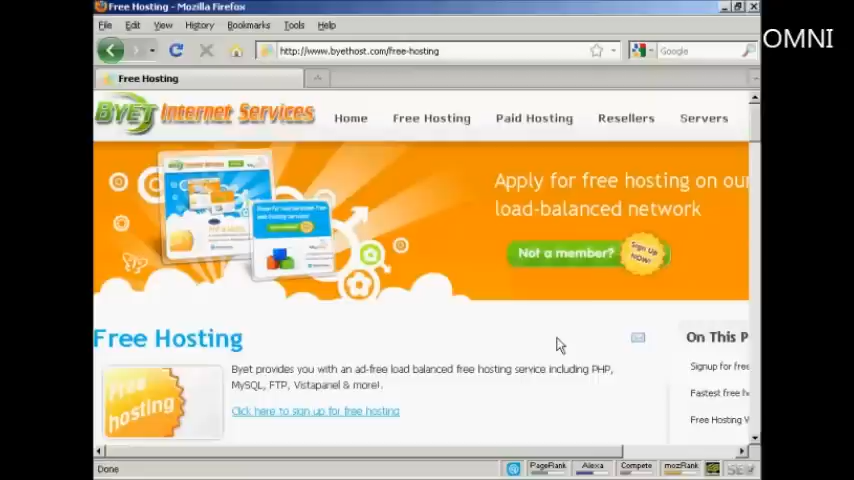 Free Hosting - Mozilla Firefox
OMNI
File Edit View History Bookmarks Tools Help
http://www.byethost.com/free-hosting
Google
Free Hosting
BYET Internet Services
Home Free Hosting Paid Hosting Resellers Servers
Apply for free hosting on our
load-balanced network
Not a member?
Sign Up
NOW!
Free Hosting
On This P
Free
hosting
Byet provides you with an ad-free load balanced free hosting service including PHP,
MySQL, FTP, Vistapanel & more!.
Click here to sign up for free hosting
Signup for free
Fastest free h
Free Hosting V
Done
PageRank Alexa Compete mozRank